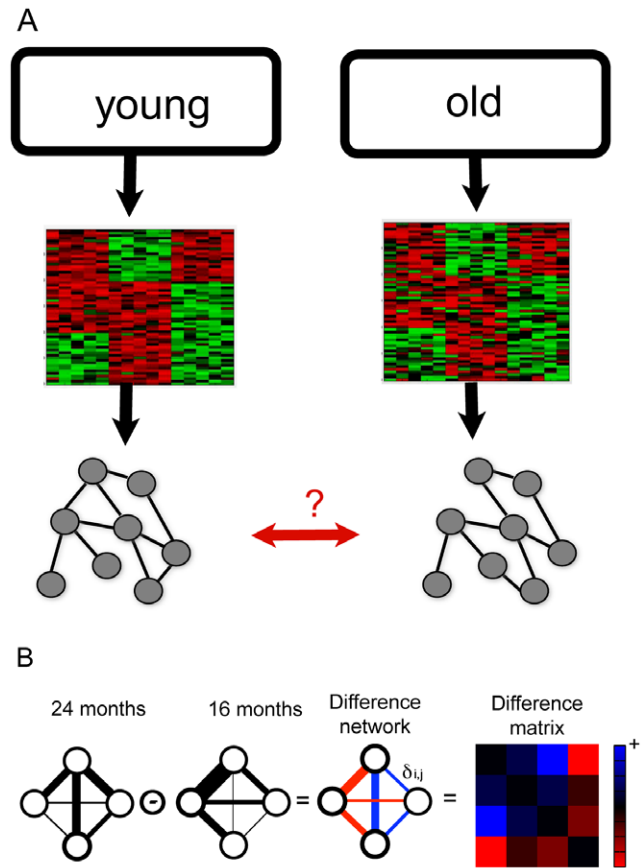 A
young
old
?
B
24 months
16 months
Difference
network
Difference
matrix
-
=
δi,j
=
+